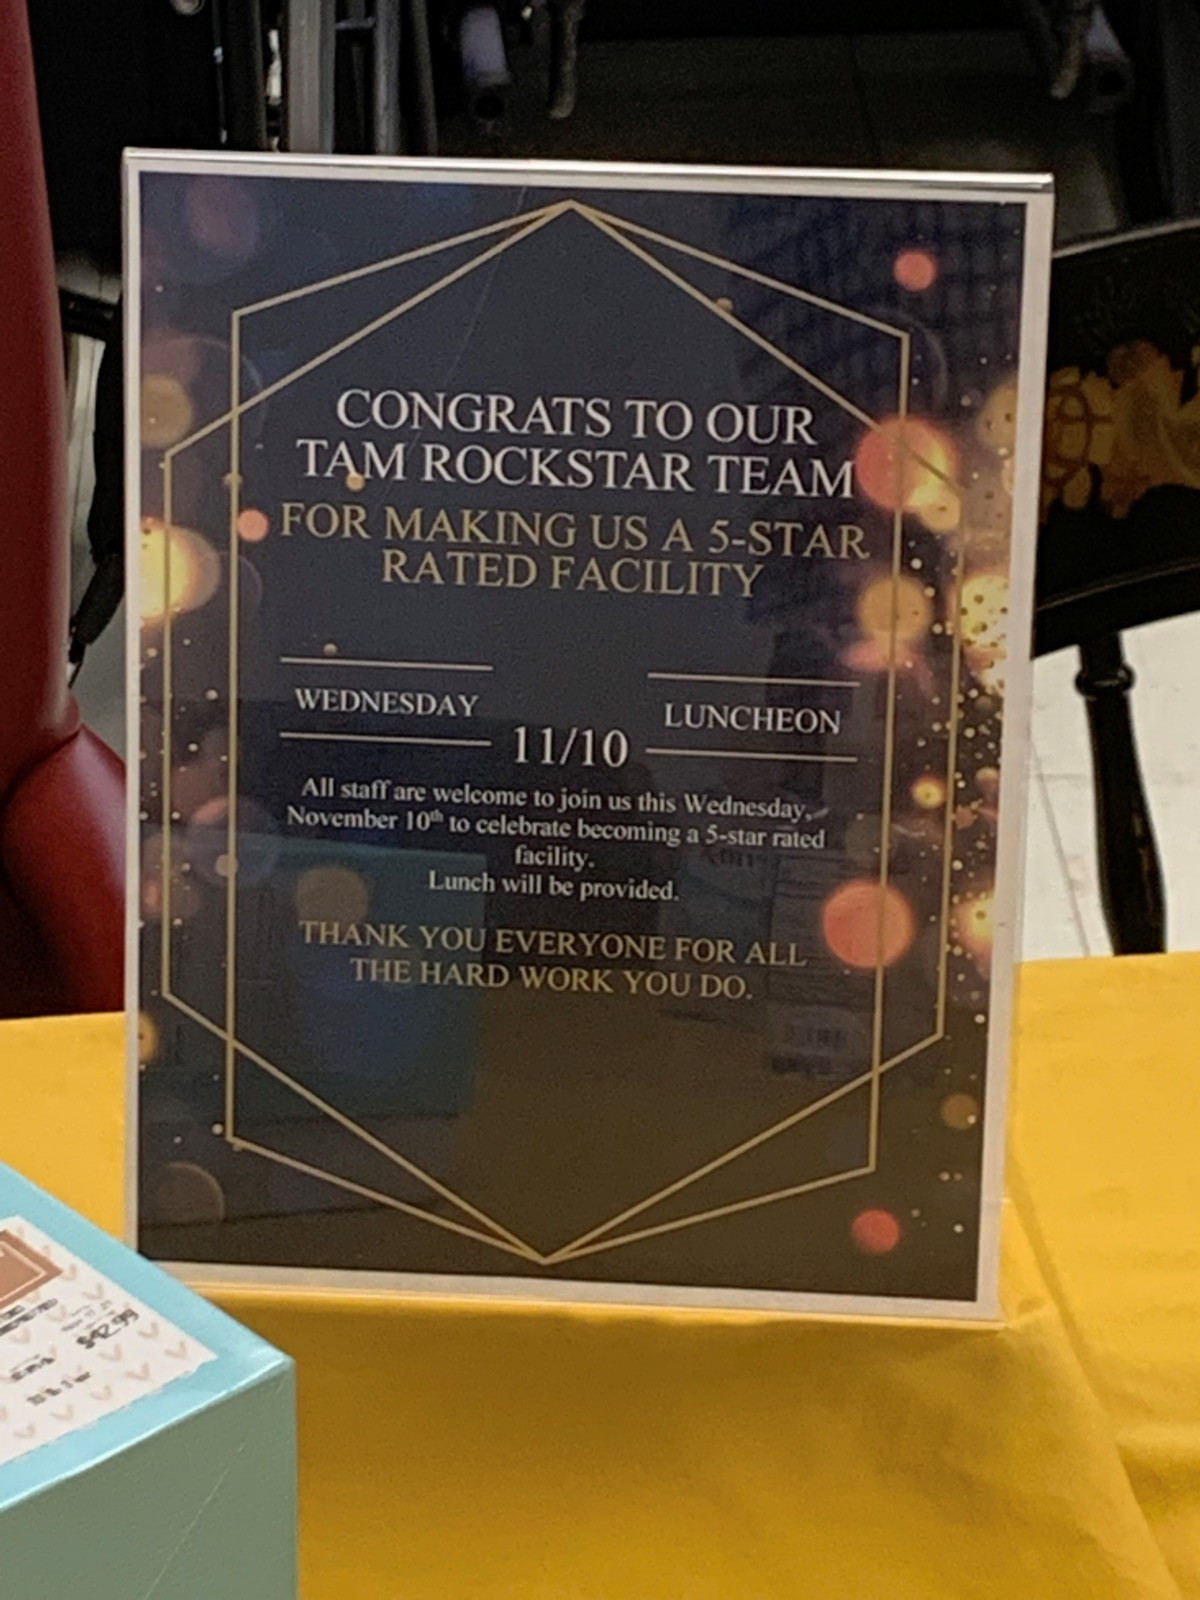 CONGRATS TO OUR
TAM ROCKSTAR TEAM
FOR MAKING US A 5-STAR
RATED FACILITY
WEDNESDAY
11/10
LUNCHEON
All staff are welcome to join us this Wednesday,
November 10th to celebrate becoming a 5-star rated
facility.
Lunch will be provided.
THANK YOU EVERYONE FOR ALL
THE HARD WORK YOU DO.